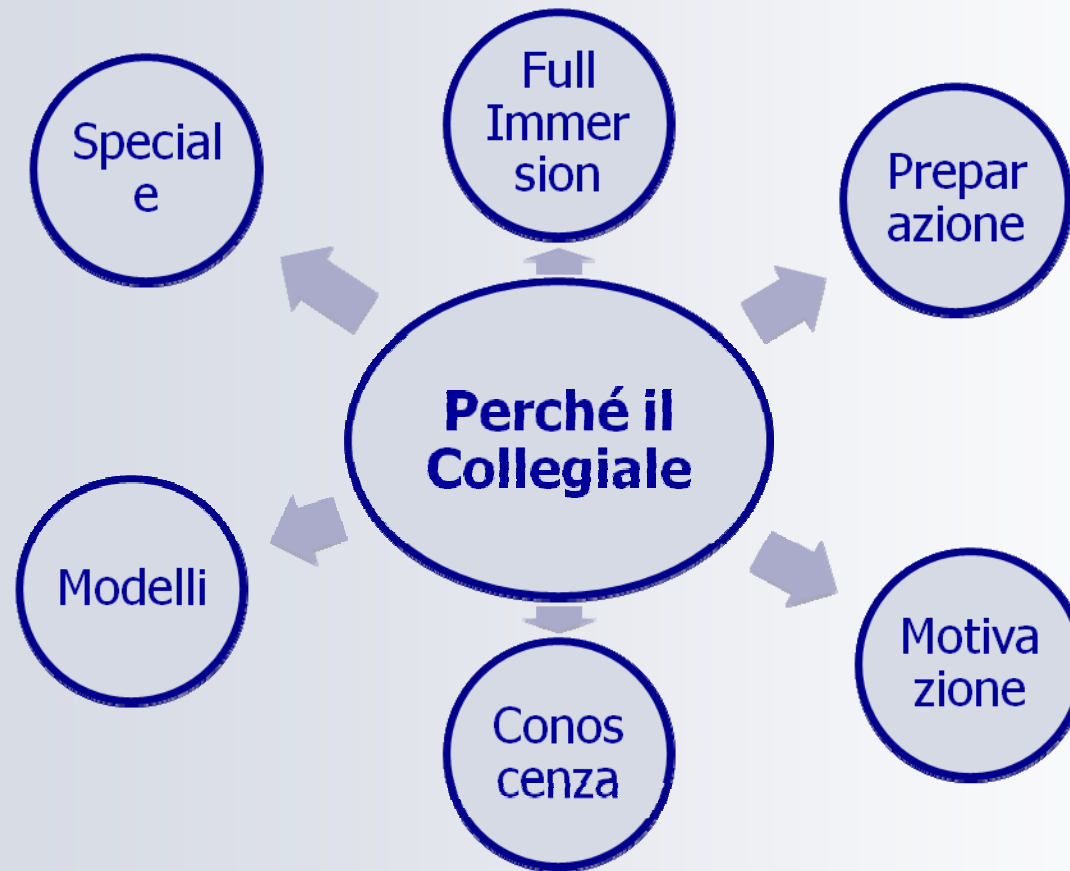 Full
Immer
sion
Special
e
Prepar
azione
Perché il
Collegiale
Modelli
Motiva
zione
Conos
cenza